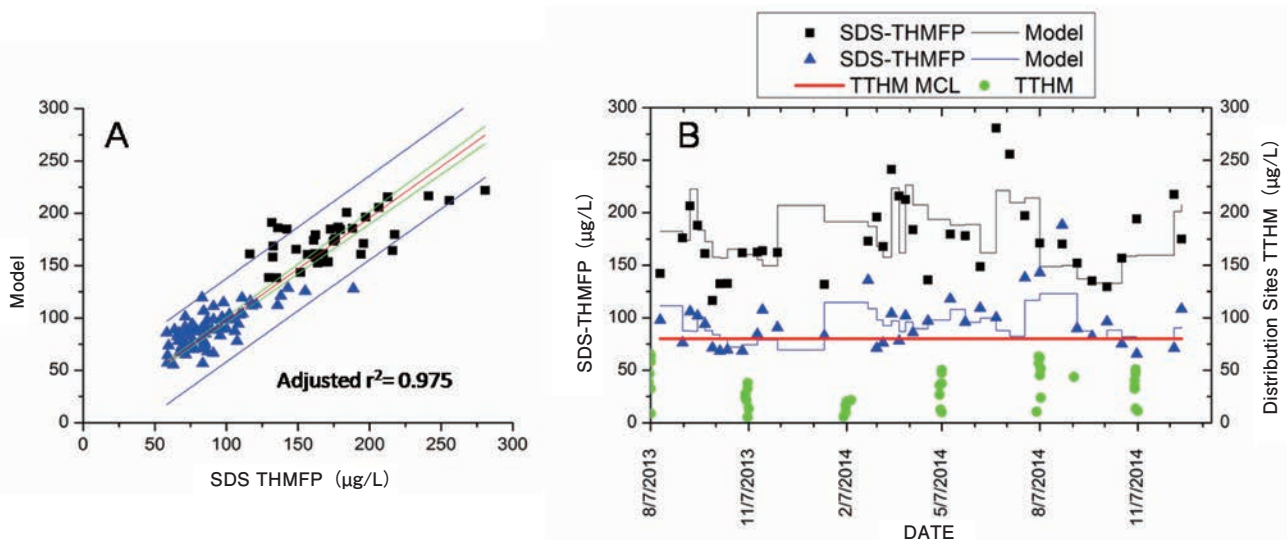 SDS-THMFP Model
SDS-THMFP Model
TTHM MCL TTHM
A
300
250
200
150
100
50
0
Model
Adjusted r²= 0.975
0 50 100 150 200 250 300
SDS THMFP (µg/L)
B
300
250
200
150
100
50
0
SDS-THMFP (µg/L)
300
250
200
150
100
50
0
Distribution Sites TTHM (µg/L)
8/7/2013
11/7/2013
2/7/2014
5/7/2014
8/7/2014
11/7/2014
DATE